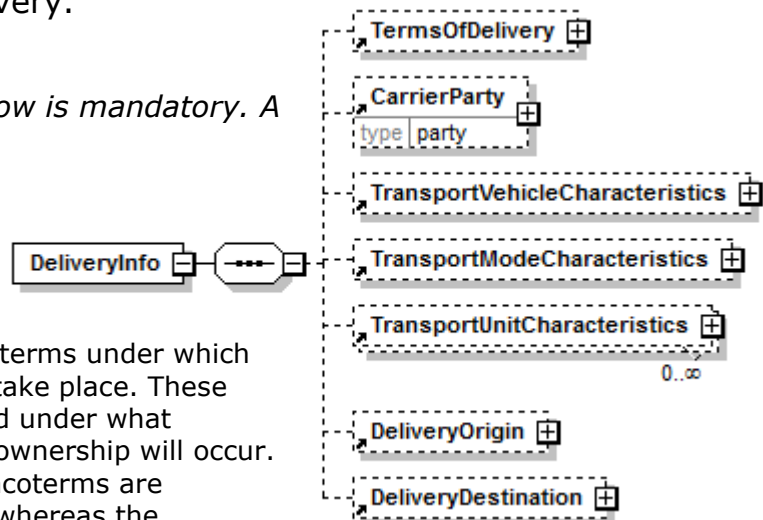 very.
ow is mandatory. A
terms under which
take place. These
d under what
ownership will occur.
coterms are
whereas the
DeliveryInfo
TermsOfDelivery
CarrierParty
type party
TransportVehicleCharacteristics
TransportModeCharacteristics
TransportUnitCharacteristics
0..∞
DeliveryOrigin
DeliveryDestination